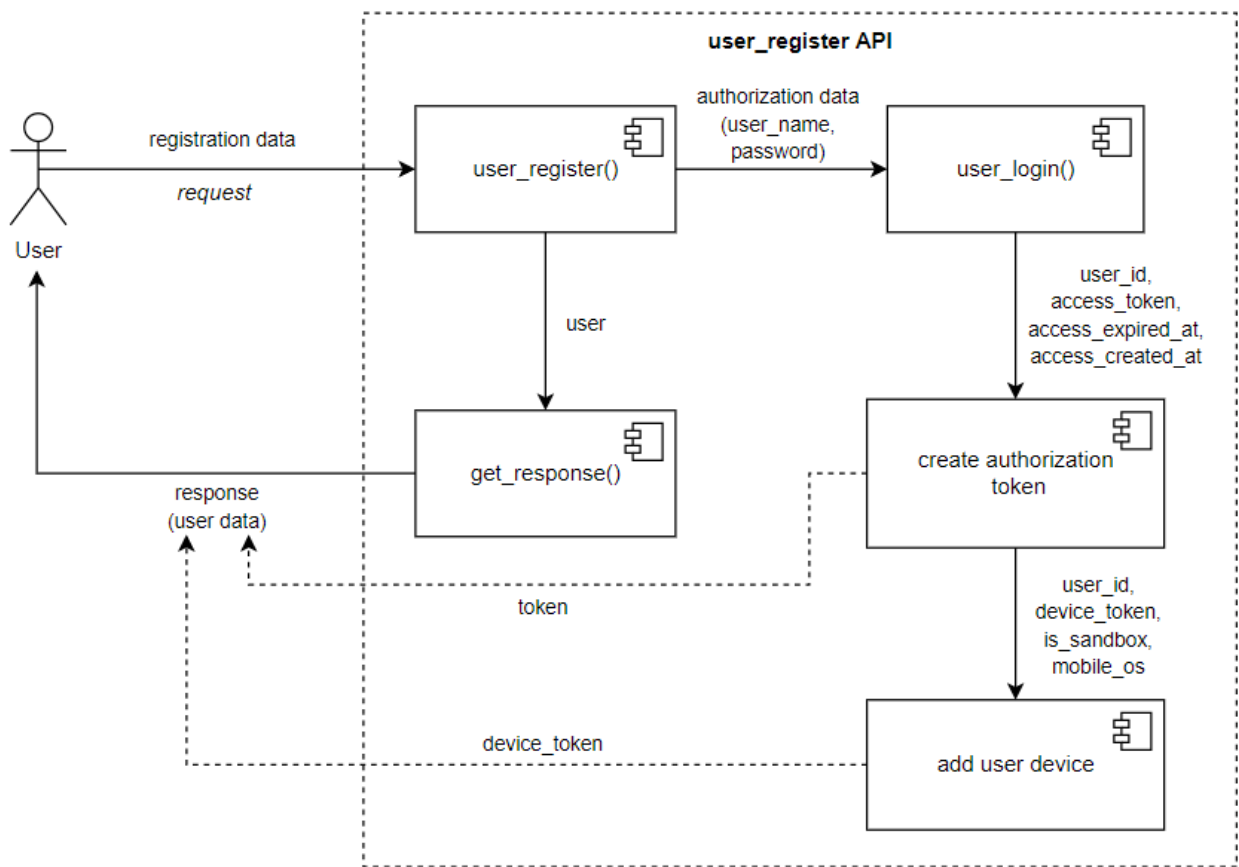 user_register API
authorization data
(user_name,
password)
registration data
request
user_register()
user_login()
User
user_id,
access_token,
access_expired_at,
access_created_at
user
get_response()
create authorization
token
response
(user data)
token
user_id,
device_token,
is_sandbox,
mobile_os
device_token
add user device